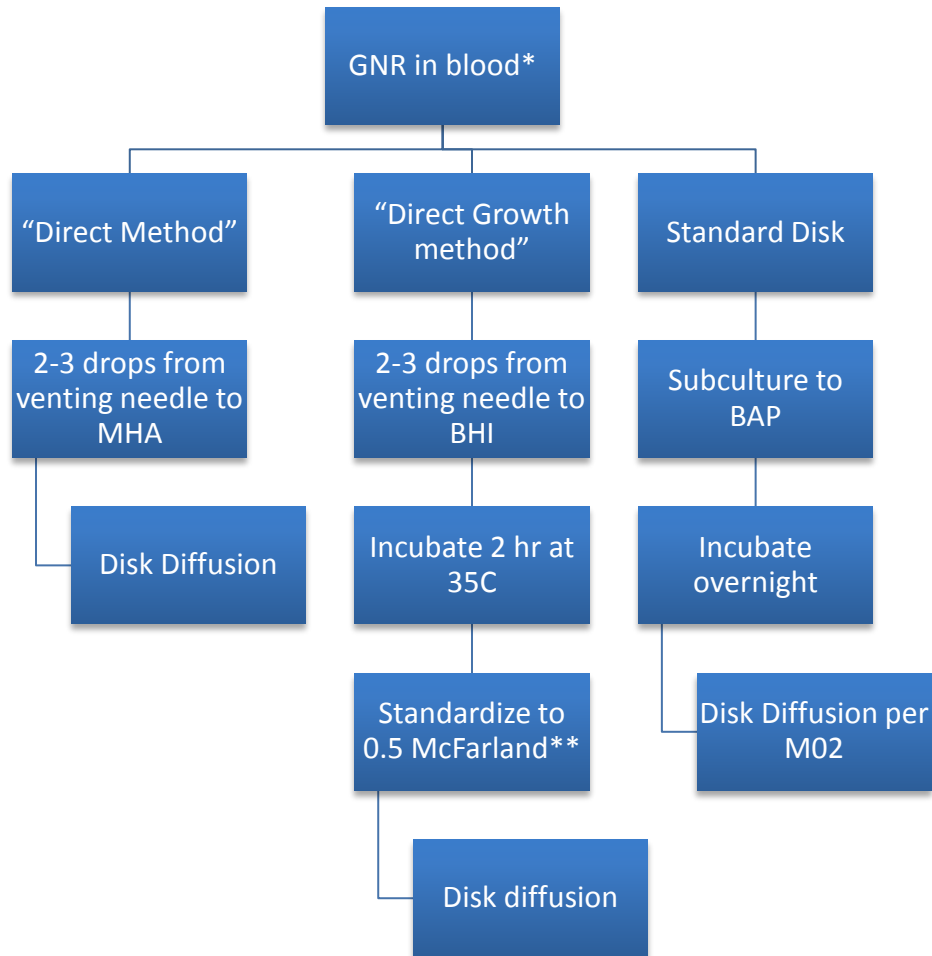 GNR in blood*
“Direct Method”
“Direct Growth
method”
Standard Disk
2-3 drops from
venting needle to
MHA
2-3 drops from
venting needle to
BHI
Subculture to
BAP
Disk Diffusion
Incubate 2 hr at
35C
Incubate
overnight
Standardize to
0.5 McFarland**
Disk Diffusion per
M02
Disk diffusion